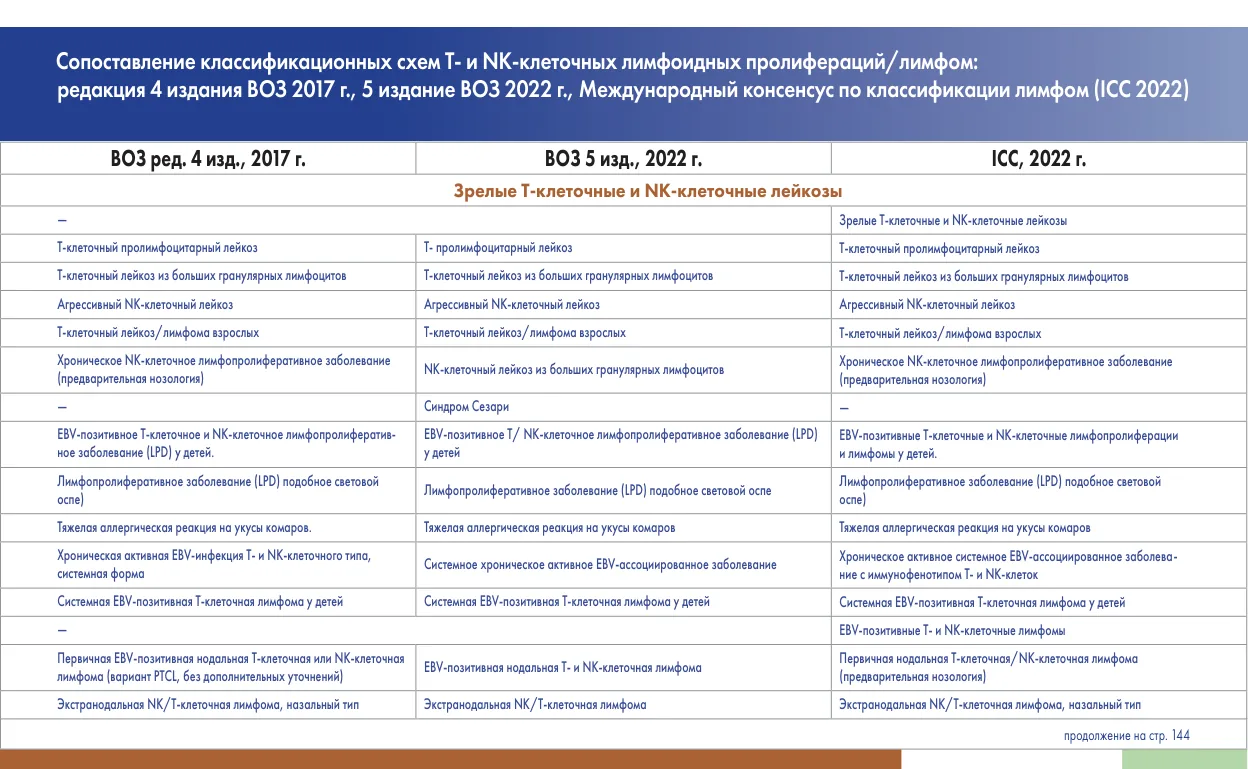 Сопоставление классификационных схем Т- и NK-клеточных лимфоидных пролифераций/лимфом:
редакция 4 издания ВОЗ 2017 г., 5 издание ВОЗ 2022 г., Международный консенсус по классификации лимфом (ICC 2022)
ВОЗ ред. 4 изд., 2017 г.
ВОЗ 5 изд., 2022 г.
ICC, 2022 г.
Зрелые Т-клеточные и NK-клеточные лейкозы
—
Зрелые Т-клеточные и NK-клеточные лейкозы
Т-клеточный пролимфоцитарный лейкоз
Т- пролимфоцитарный лейкоз
Т-клеточный пролимфоцитарный лейкоз
Т-клеточный лейкоз из больших гранулярных лимфоцитов
Т-клеточный лейкоз из больших гранулярных лимфоцитов
Т-клеточный лейкоз из больших гранулярных лимфоцитов
Агрессивный NK-клеточный лейкоз
Агрессивный NK-клеточный лейкоз
Агрессивный NK-клеточный лейкоз
Т-клеточный лейкоз/лимфома взрослых
Т-клеточный лейкоз/лимфома взрослых
Т-клеточный лейкоз/лимфома взрослых
Хроническое NK-клеточное лимфопролиферативное заболевание
(предварительная нозология)
NK-клеточный лейкоз из больших гранулярных лимфоцитов
Хроническое NK-клеточное лимфопролиферативное заболевание
(предварительная нозология)
—
Синдром Сезари
—
EBV-позитивное Т-клеточное и NK-клеточное лимфопролифератив-
ное заболевание (LPD) у детей.
EBV-позитивное Т/ NK-клеточное лимфопролиферативное заболевание (LPD)
у детей
EBV-позитивные Т-клеточные и NK-клеточные лимфопролиферации
и лимфомы у детей.
Лимфопролиферативное заболевание (LPD) подобное световой
оспе)
Лимфопролиферативное заболевание (LPD) подобное световой оспе
Лимфопролиферативное заболевание (LPD) подобное световой
оспе)
Тяжелая аллергическая реакция на укусы комаров.
Тяжелая аллергическая реакция на укусы комаров
Тяжелая аллергическая реакция на укусы комаров
Хроническая активная EBV-инфекция Т- и NK-клеточного типа,
системная форма
Системное хроническое активное EBV-ассоциированное заболевание
Хроническое активное системное EBV-ассоциированное заболева-
ние с иммунофенотипом Т- и NK-клеток
Системная EBV-позитивная Т-клеточная лимфома у детей
Системная EBV-позитивная Т-клеточная лимфома у детей
Системная EBV-позитивная Т-клеточная лимфома у детей
—
EBV-позитивные Т- и NK-клеточные лимфомы
Первичная EBV-позитивная нодальная Т-клеточная или NK-клеточная
лимфома (вариант PTCL, без дополнительных уточнений)
EBV-позитивная нодальная Т- и NK-клеточная лимфома
Первичная нодальная Т-клеточная/NK-клеточная лимфома
(предварительная нозология)
Экстранодальная NK/Т-клеточная лимфома, назальный тип
Экстранодальная NK/Т-клеточная лимфома
Экстранодальная NK/Т-клеточная лимфома, назальный тип
продолжение на стр. 144